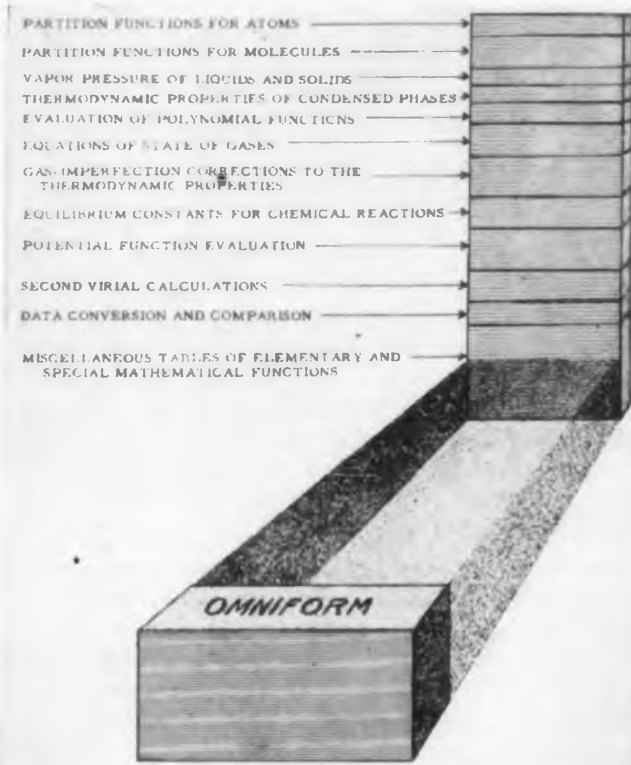 PARTITION FUNCTIONS FOR ATOMS
PARTITION FUNCTIONS FOR MOLECULES
VAPOR PRESSURE OF LIQUIDS AND SOLIDS
THERMODYNAMIC PROPERTIES OF CONDENSED PHASES
EVALUATION OF POLYNOMIAL FUNCTIONS
EQUATIONS OF STATE OF GASES
GAS-IMPERFECTION CORRECTIONS TO THE
THERMODYNAMIC PROPERTIES
EQUILIBRIUM CONSTANTS FOR CHEMICAL REACTIONS
POTENTIAL FUNCTION EVALUATION
SECOND VIRIAL CALCULATIONS
DATA CONVERSION AND COMPARISON
MISCELLANEOUS TABLES OF ELEMENTARY AND
SPECIAL MATHEMATICAL FUNCTIONS
OMNIFORM